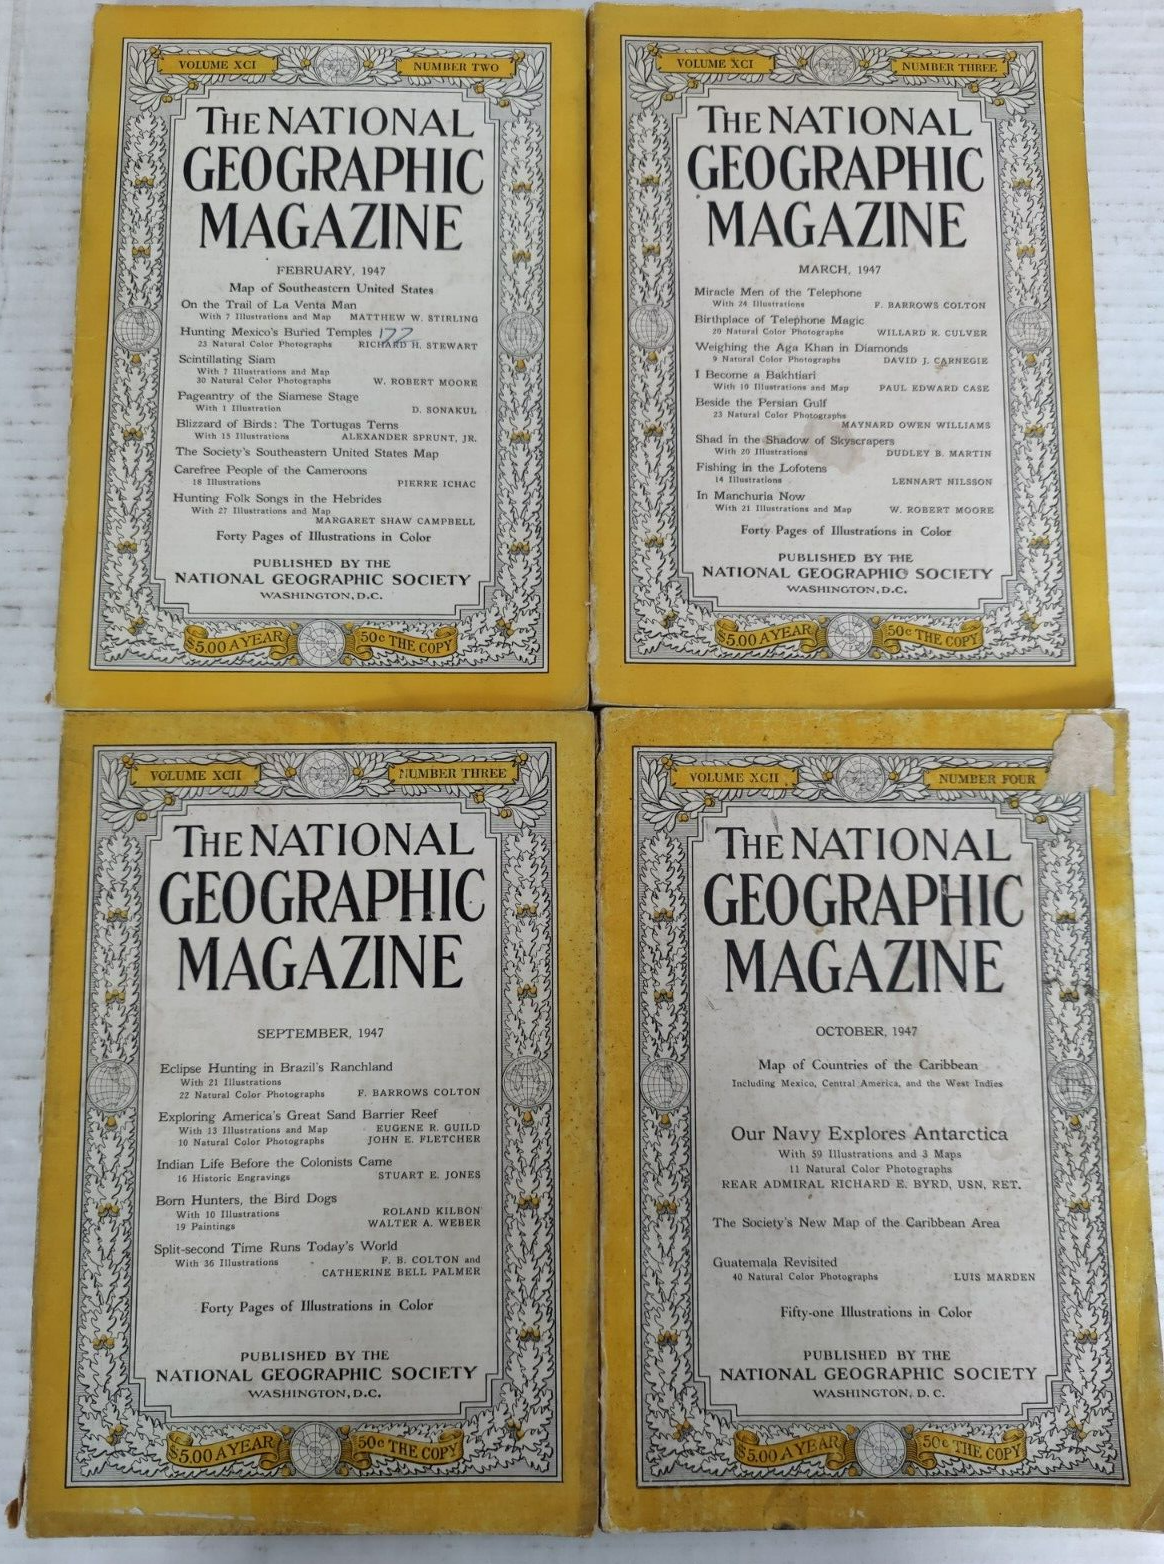 VOLUME XCI NUMBER TWO
THE NATIONAL
GEOGRAPHIC
MAGAZINE
FEBRUARY, 1947
Map of Southeastern United States
On the Trail of La Venta Man
With 7 Illustrations and Map MATTHEW W. STIRLING
Hunting Mexico's Buried Temples 177
23 Natural Color Photographs RICHARD H. STEWART
Scintillating Siam
With 7 Illustrations and Map
30 Natural Color Photographs W. ROBERT MOORE
Pageantry of the Siamese Stage
With 1 Illustration D. SONAKUL
Blizzard of Birds: The Tortugas Terns
With 15 Illustrations ALEXANDER SPRUNT, JR.
The Society's Southeastern United States Map
Carefree People of the Cameroons
18 Illustrations PIERRE ICHAC
Hunting Folk Songs in the Hebrides
With 27 Illustrations and Map
MARGARET SHAW CAMPBELL
Forty Pages of Illustrations in Color
PUBLISHED BY THE
NATIONAL GEOGRAPHIC SOCIETY
WASHINGTON, D.C.
$5.00 A YEAR 50c THE COPY
VOLUME XCI NUMBER THREE
THE NATIONAL
GEOGRAPHIC
MAGAZINE
MARCH, 1947
Miracle Men of the Telephone
With 24 Illustrations F. BARROWS COLTON
Birthplace of Telephone Magic
20 Natural Color Photographs WILLARD R. CULVER
Weighing the Aga Khan in Diamonds
9 Natural Color Photographs DAVID J. CARNEGIE
I Become a Bakhtiari
With 10 Illustrations and Map PAUL EDWARD CASE
Beside the Persian Gulf
23 Natural Color Photographs
MAYNARD OWEN WILLIAMS
Shad in the Shadow of Skyscrapers
With 20 Illustrations DUDLEY B. MARTIN
Fishing in the Lofotens
14 Illustrations LENNART NILSSON
In Manchuria Now
With 21 Illustrations and Map W. ROBERT MOORE
Forty Pages of Illustrations in Color
PUBLISHED BY THE
NATIONAL GEOGRAPHIC SOCIETY
WASHINGTON, D.C.
$5.00 A YEAR 50c THE COPY
VOLUME XCII NUMBER THREE
THE NATIONAL
GEOGRAPHIC
MAGAZINE
SEPTEMBER, 1947
Eclipse Hunting in Brazil's Ranchland
With 21 Illustrations
22 Natural Color Photographs F. BARROWS COLTON
Exploring America's Great Sand Barrier Reef
With 13 Illustrations and Map EUGENE R. GUILD
10 Natural Color Photographs JOHN E. FLETCHER
Indian Life Before the Colonists Came
16 Historic Engravings STUART E. JONES
Born Hunters, the Bird Dogs
With 10 Illustrations ROLAND KILBON
19 Paintings WALTER A. WEBER
Split-second Time Runs Today's World
With 36 Illustrations F. B. COLTON and
CATHERINE BELL PALMER
Forty Pages of Illustrations in Color
PUBLISHED BY THE
NATIONAL GEOGRAPHIC SOCIETY
WASHINGTON, D.C.
$5.00 A YEAR 50c THE COPY
VOLUME XCII NUMBER FOUR
THE NATIONAL
GEOGRAPHIC
MAGAZINE
OCTOBER, 1947
Map of Countries of the Caribbean
Including Mexico, Central America, and the West Indies
Our Navy Explores Antarctica
With 59 Illustrations and 3 Maps
11 Natural Color Photographs
REAR ADMIRAL RICHARD E. BYRD, USN, RET.
The Society's New Map of the Caribbean Area
Guatemala Revisited
40 Natural Color Photographs LUIS MARDEN
Fifty-one Illustrations in Color
PUBLISHED BY THE
NATIONAL GEOGRAPHIC SOCIETY
WASHINGTON, D. C.
$5.00 A YEAR 50c THE COPY